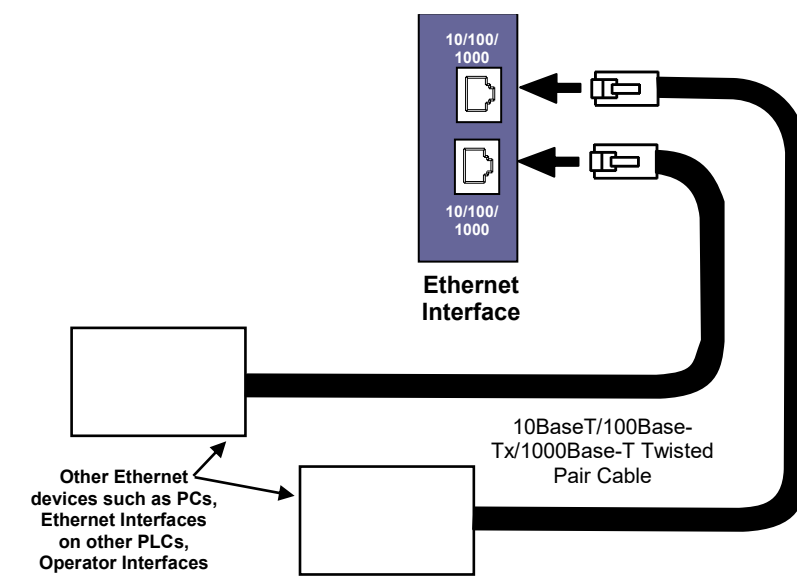 10/100/
1000
10/100/
1000
Ethernet
Interface
10BaseT/100Base-
Tx/1000Base-T Twisted
Pair Cable
Other Ethernet
devices such as PCs,
Ethernet Interfaces
on other PLCs,
Operator Interfaces